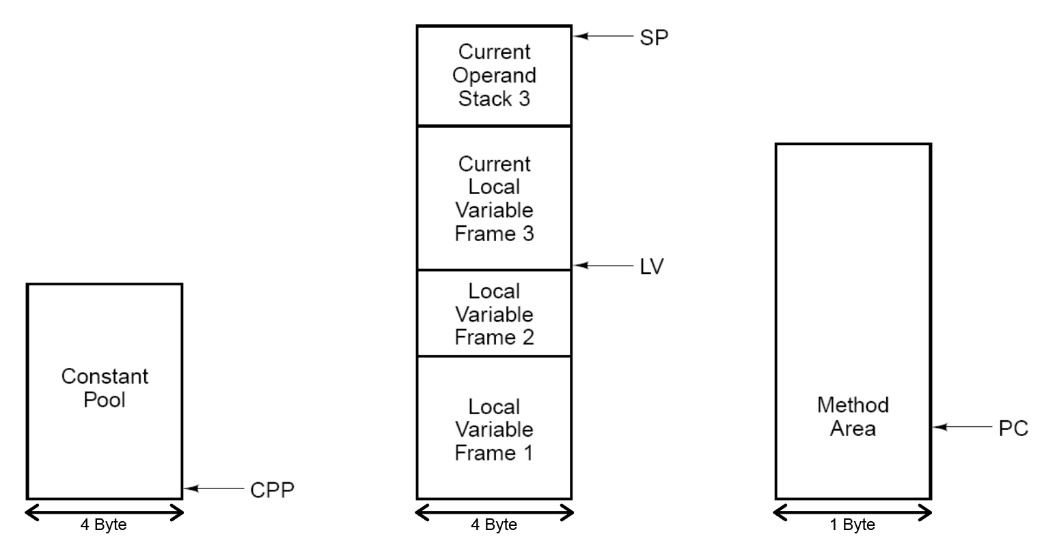 Current
Operand
Stack 3
SP
Current
Local
Variable
Frame 3
LV
Local
Variable
Frame 2
Local
Variable
Frame 1
4 Byte
Constant
Pool
CPP
4 Byte
Method
Area
PC
1 Byte